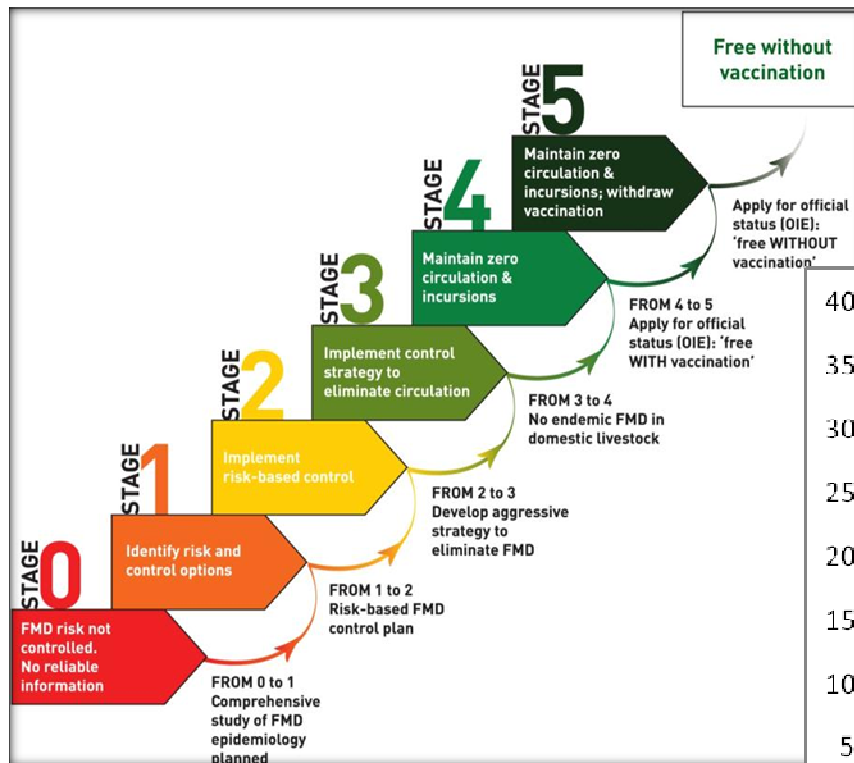 Free without
vaccination
STAGE 5
Maintain zero
circulation &
incursions; withdraw
vaccination
Apply for official
status (OIE):
‘free WITHOUT
vaccination’
STAGE 4
Maintain zero
circulation &
incursions
FROM 4 to 5
Apply for official
status (OIE): ‘free
WITH vaccination’
STAGE 3
Implement control
strategy to
eliminate circulation
FROM 3 to 4
No endemic FMD in
domestic livestock
STAGE 2
Implement
risk-based control
FROM 2 to 3
Develop aggressive
strategy to
eliminate FMD
STAGE 1
Identify risk and
control options
FROM 1 to 2
Risk-based FMD
control plan
STAGE 0
FMD risk not
controlled.
No reliable
information
FROM 0 to 1
Comprehensive
study of FMD
epidemiology
planned
40
35
30
25
20
15
10
5